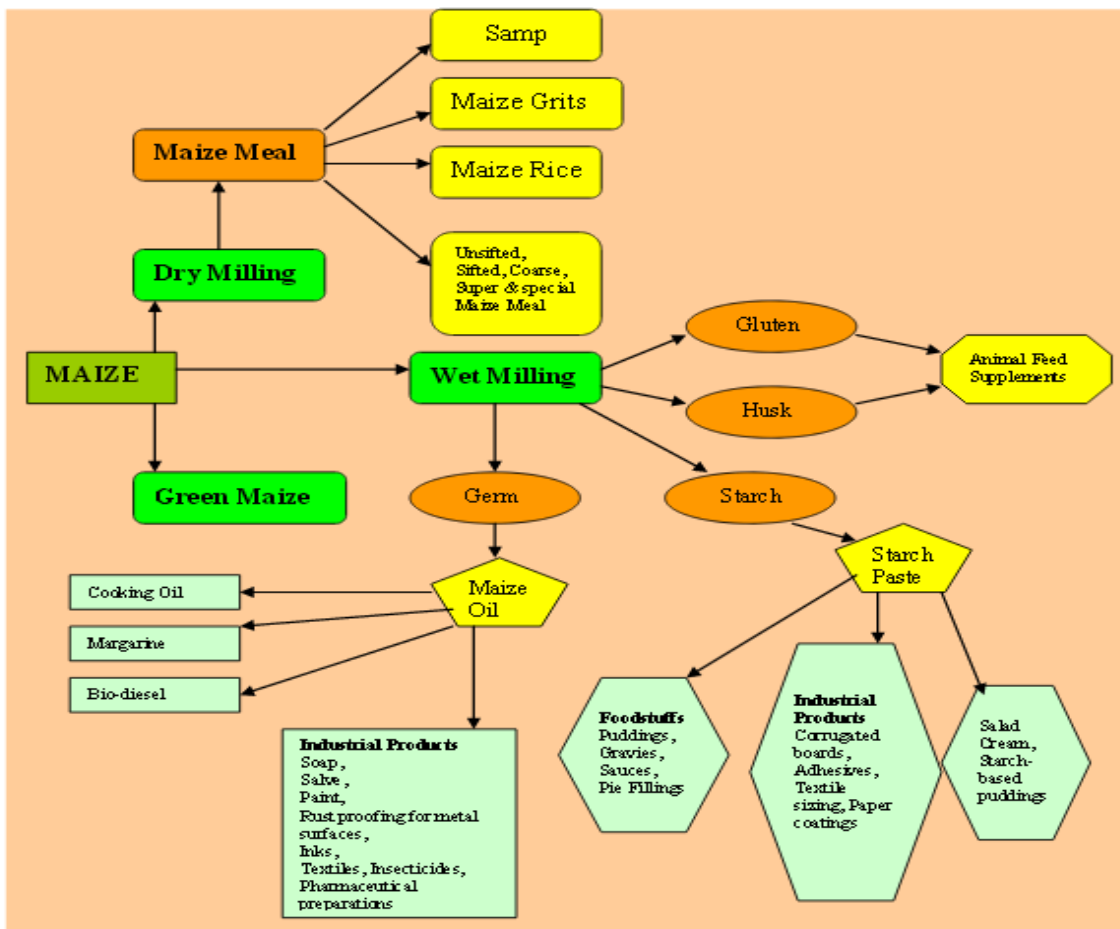 Samp
Maize Grits
Maize Meal
Maize Rice
Unsifted,
Sifted, Coarse,
Super & special
Maize Meal
Dry Milling
Gluten
MAIZE
Wet Milling
Animal Feed
Supplements
Husk
Green Maize
Germ
Starch
Starch
Paste
Maize
Oil
Cooking Oil
Margarine
Bio-diesel
Industrial Products
Soap,
Salve,
Paint,
Rust proofing for metal
surfaces,
Inks,
Textiles, Insecticides,
Pharmaceutical
preparations
Foodstuffs
Puddings,
Gravies,
Sauces,
Pie Fillings
Industrial
Products
Corrugated
boards,
Adhesives,
Textile
sizing, Paper
coatings
Salad
Cream,
Starch-
based
puddings